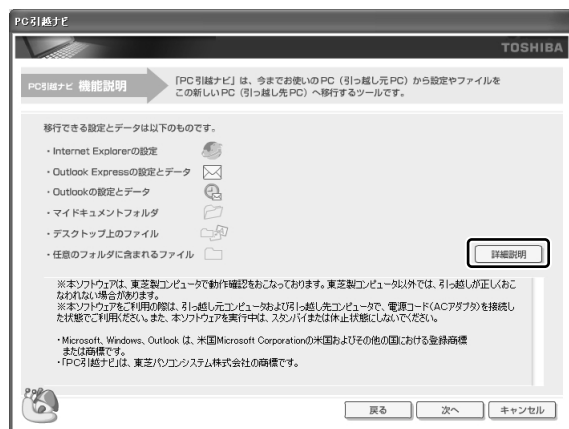 PC引越ナビ
TOSHIBA
PC引越ナビ 機能説明
「PC引越ナビ」は、今までお使いのPC（引っ越し元PC）から設定やファイルを
この新しいPC（引っ越し先PC）へ移行するツールです。
移行できる設定とデータは以下のものです。
・Internet Explorerの設定
・Outlook Expressの設定とデータ
・Outlookの設定とデータ
・マイドキュメントフォルダ
・デスクトップ上のファイル
・任意のフォルダに含まれるファイル
詳細説明
※本ソフトウェアは、東芝製コンピュータで動作確認をおこなっております。東芝製コンピュータ以外では、引っ越しが正しくおこ
なわれない場合があります。
※本ソフトウェアをご利用の際は、引っ越し元コンピュータおよび引っ越し先コンピュータで、電源コード(ACアダプタ)を接続し
た状態でご利用ください。また、本ソフトウェアを実行中は、スタンバイまたは休止状態にしないでください。
・Microsoft、Windows、Outlook は、米国Microsoft Corporationの米国およびその他の国における登録商標
または商標です。
・「PC引越ナビ」は、東芝パソコンシステム株式会社の商標です。
戻る
次へ
キャンセル